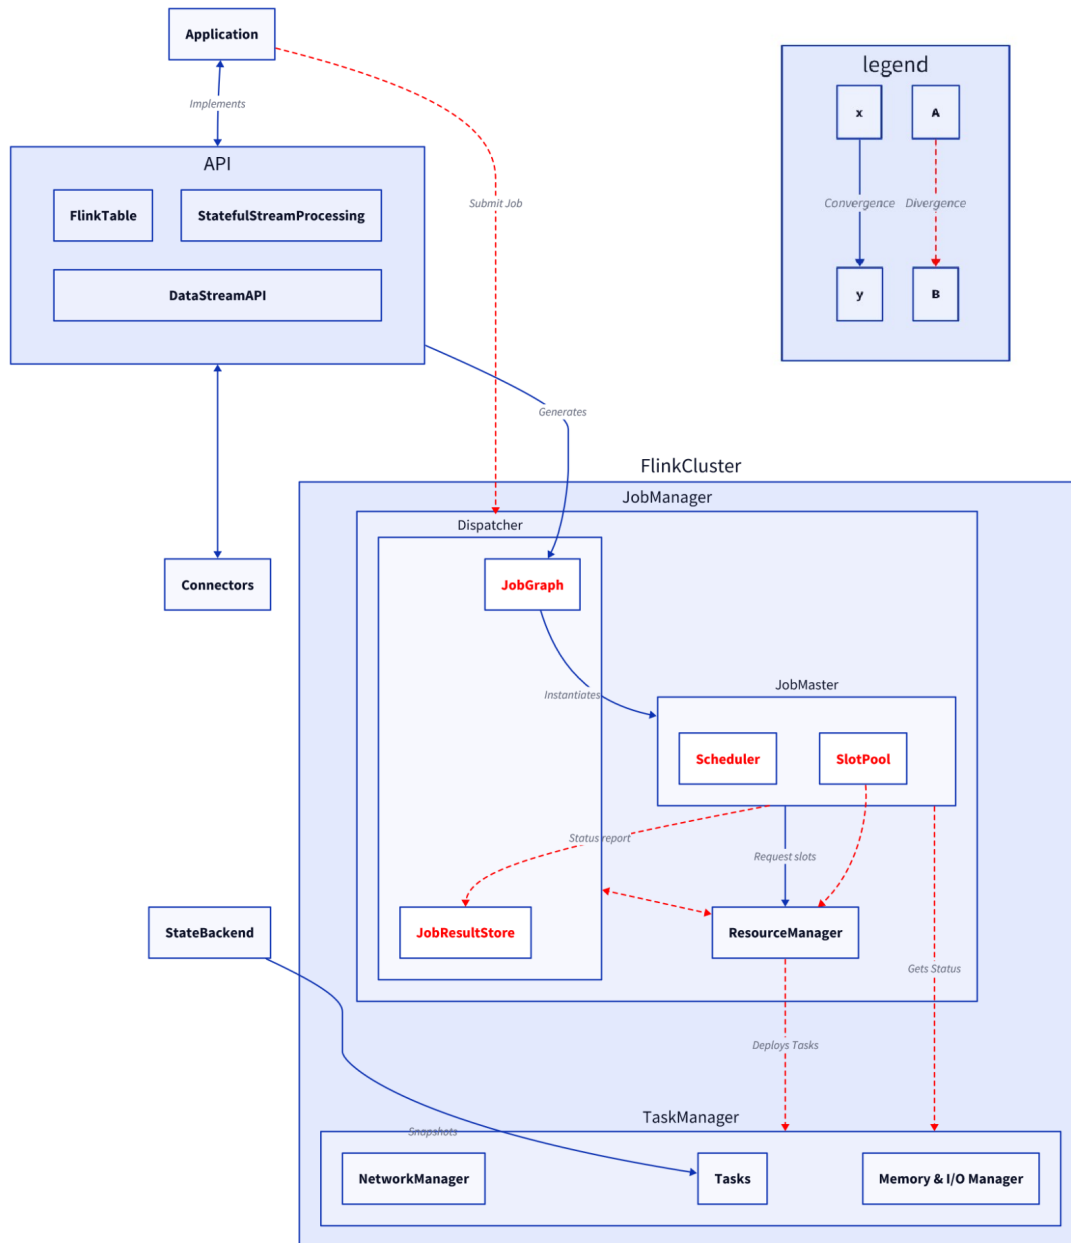 Application
legend
x
A
Implements
API
FlinkTable
StatefulStreamProcessing
Submit Job
Convergence
Divergence
DataStreamAPI
y
B
Generates
FlinkCluster
JobManager
Dispatcher
Connectors
JobGraph
JobMaster
Instantiates
Scheduler
SlotPool
Status report
Request slots
StateBackend
JobResultStore
ResourceManager
Gets Status
Deploys Tasks
TaskManager
Snapshots
NetworkManager
Tasks
Memory & I/O Manager